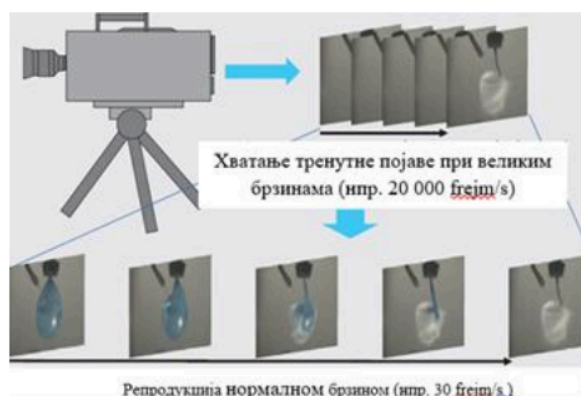 Хватање тренутне појаве при великим
брзинама (нпр. 20 000 frejm/s)
Репродукција нормалном брзином (нпр. 30 frejm/s )